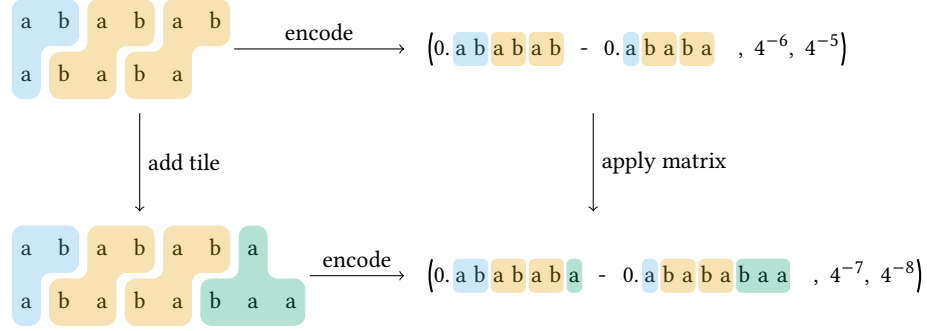 a b a b a b
a b a b a
encode
(0. a b a b a b - 0. a b a b a , 4⁻⁶, 4⁻⁵)
add tile
apply matrix
a b a b a b a
a b a b a b a a
encode
(0. a b a b a b a - 0. a b a b a b a a , 4⁻⁷, 4⁻⁸)